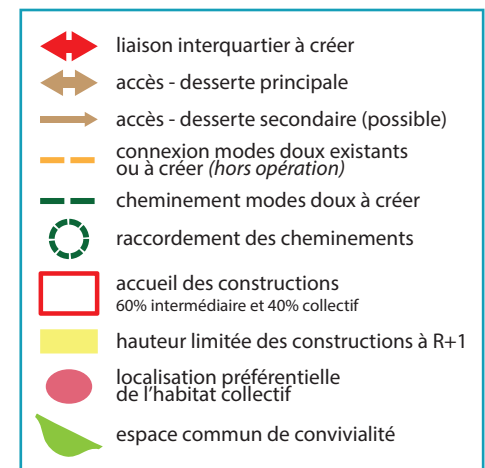 liaison interquartier à créer
accès - desserte principale
accès - desserte secondaire (possible)
connexion modes doux existants
ou à créer (hors opération)
cheminement modes doux à créer
raccordement des cheminements
accueil des constructions
60% intermédiaire et 40% collectif
hauteur limitée des constructions à R+1
localisation préférentielle
de l'habitat collectif
espace commun de convivialité